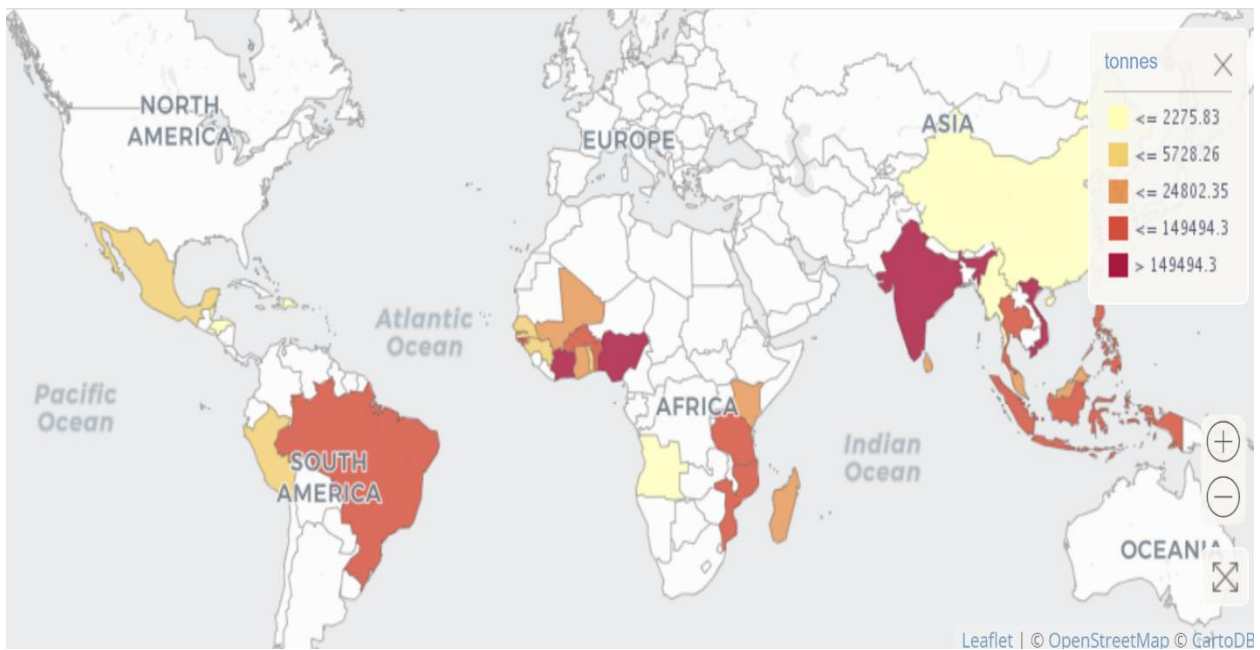 tonnes
<= 2275.83
<= 5728.26
<= 24802.35
<= 149494.3
> 149494.3
NORTH
AMERICA
EUROPE
ASIA
Atlantic
Ocean
Pacific
Ocean
AFRICA
SOUTH
AMERICA
Indian
Ocean
OCEANIA
Leaflet | © OpenStreetMap © CartoDB